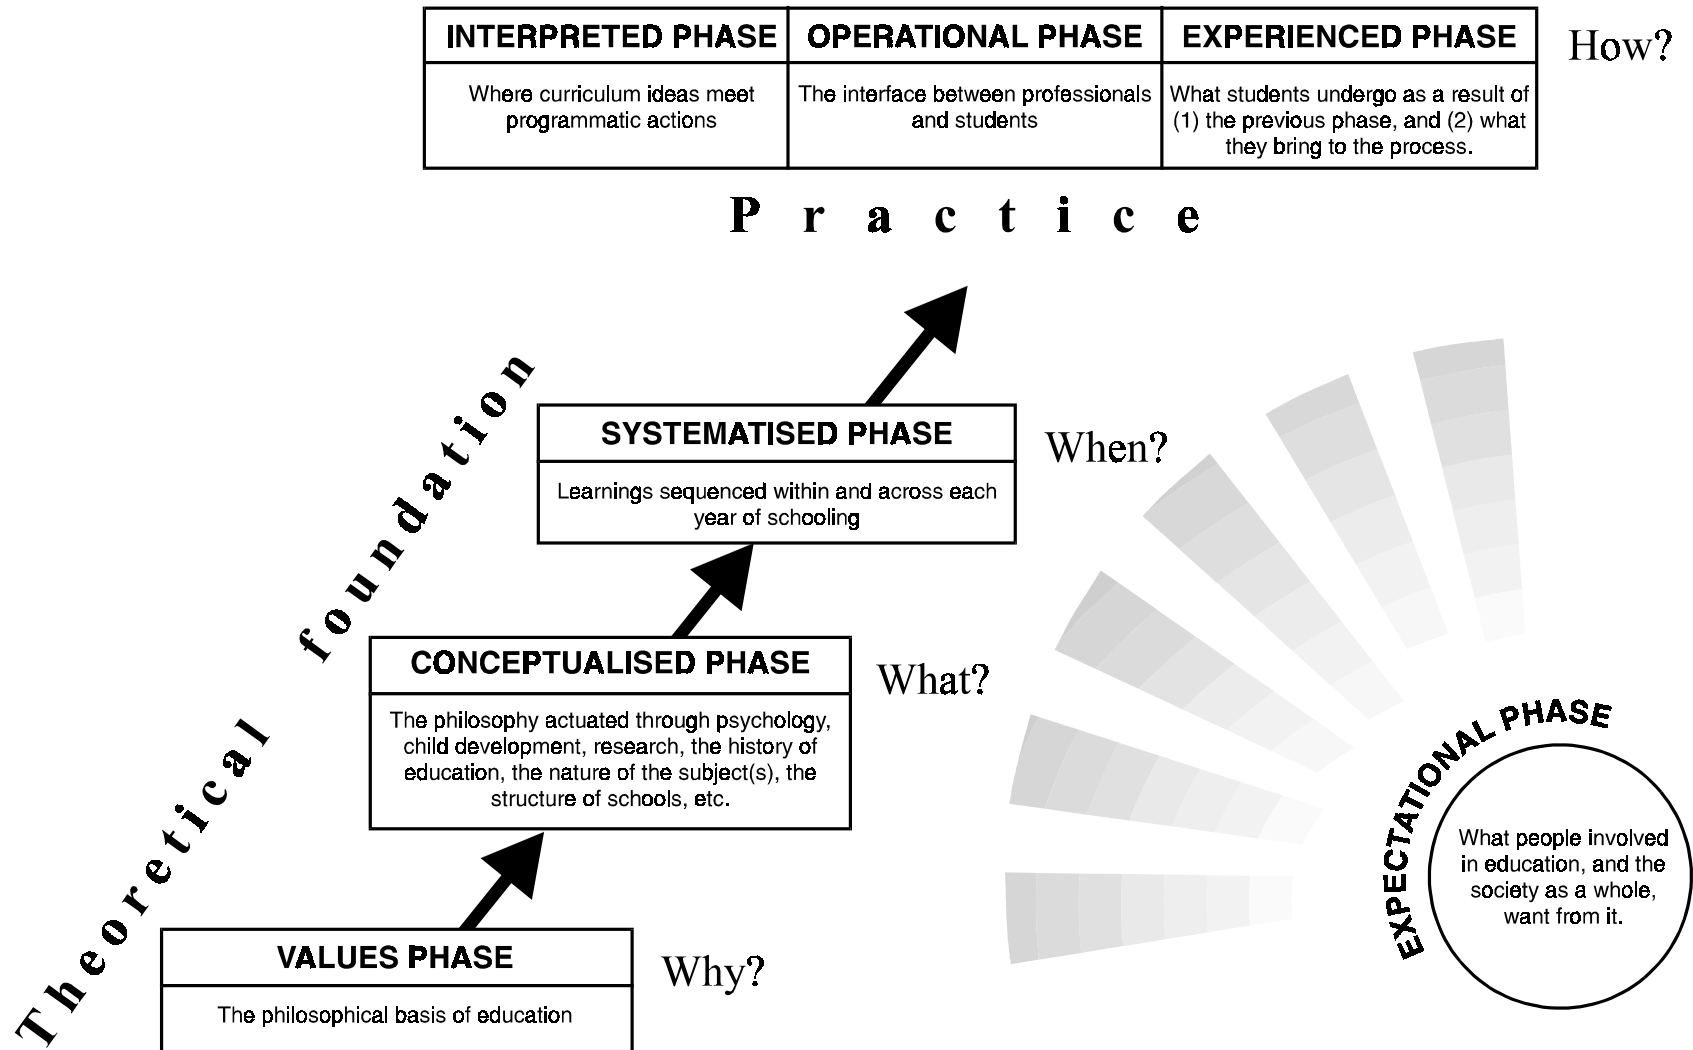 INTERPRETED PHASE
Where curriculum ideas meet
programmatic actions
OPERATIONAL PHASE
The interface between professionals
and students
EXPERIENCED PHASE
What students undergo as a result of
(1) the previous phase, and (2) what
they bring to the process.
How?
Practice
Theoretical foundation
SYSTEMATISED PHASE
Learnings sequenced within and across each
year of schooling
When?
CONCEPTUALISED PHASE
The philosophy actuated through psychology,
child development, research, the history of
education, the nature of the subject(s), the
structure of schools, etc.
What?
VALUES PHASE
The philosophical basis of education
Why?
EXPECTATIONAL PHASE
What people involved
in education, and the
society as a whole,
want from it.